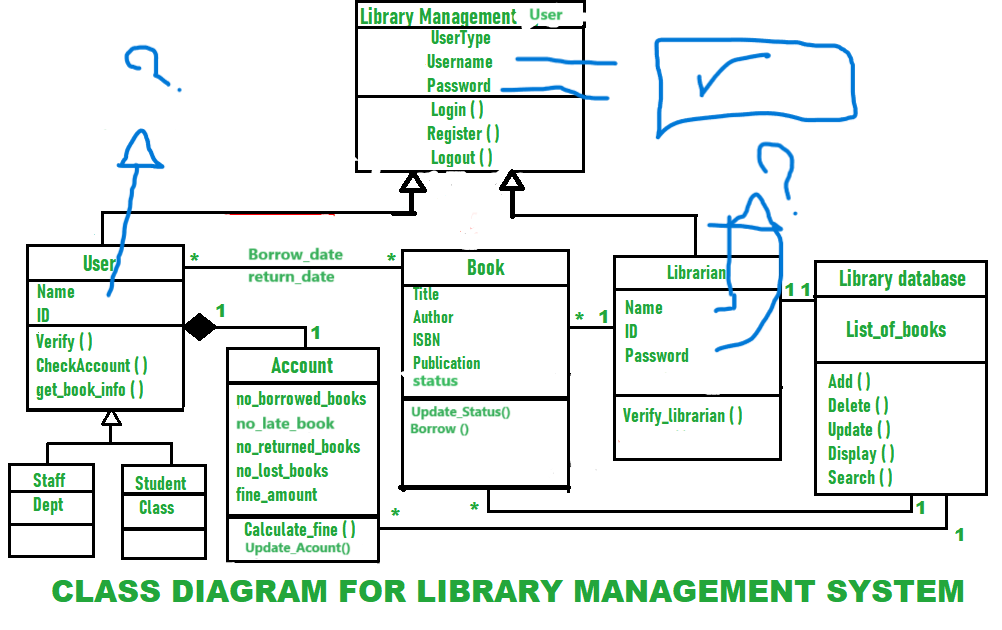 Library Management User
UserType
Username
Password
Login ( )
Register ( )
Logout ( )
?
?
User
Name
ID
Verify ( )
CheckAccount ( )
get_book_info ( )
*
Borrow_date
return_date
*
Book
Title
Author
ISBN
Publication
status
Update_Status()
Borrow ()
* 1
Librarian
Name
ID
Password
Verify_librarian ( )
1 1
Library database
List_of_books
Add ( )
Delete ( )
Update ( )
Display ( )
Search ( )
1
1
Account
no_borrowed_books
no_late_book
no_returned_books
no_lost_books
fine_amount
Calculate_fine ( )
Update_Acount()
Staff
Dept
Student
Class
* 1
* 1
CLASS DIAGRAM FOR LIBRARY MANAGEMENT SYSTEM